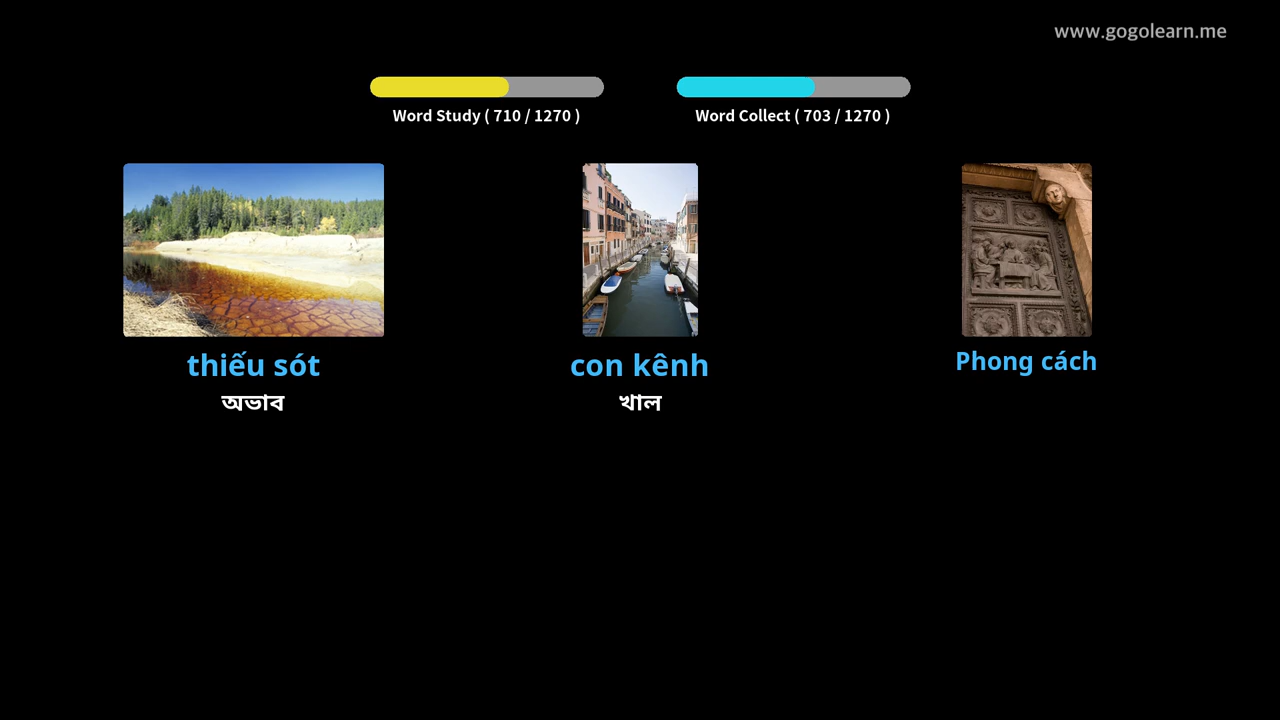 www.gogolearn.me
Word Study ( 710 / 1270 )
Word Collect ( 703 / 1270 )
thiếu sót
অভাব
con kênh
খাল
Phong cách